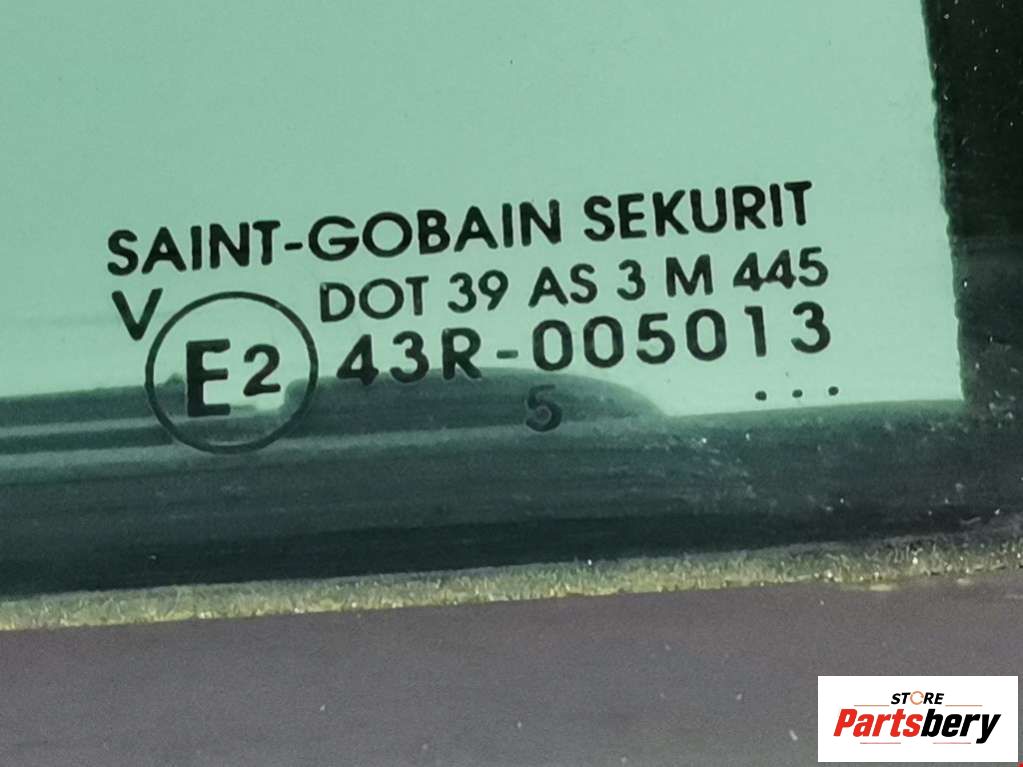 SAINT-GOBAIN SEKURIT
V
DOT 39 AS 3 M 445
E2
43R-005013
5
...
STORE
Partsbery